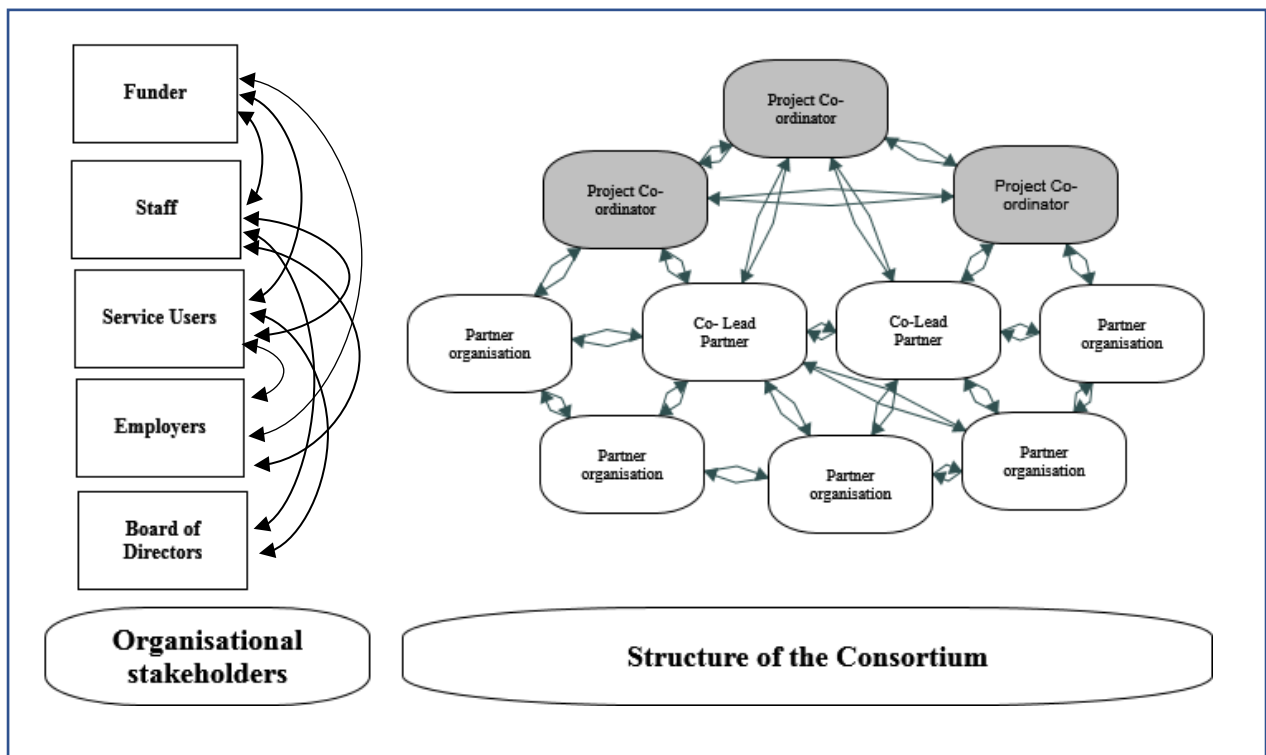 Funder
Staff
Service Users
Employers
Board of
Directors
Organisational
stakeholders
Project Co-
ordinator
Project Co-
ordinator
Project Co-
ordinator
Partner
organisation
Co- Lead
Partner
Co-Lead
Partner
Partner
organisation
Partner
organisation
Partner
organisation
Partner
organisation
Structure of the Consortium